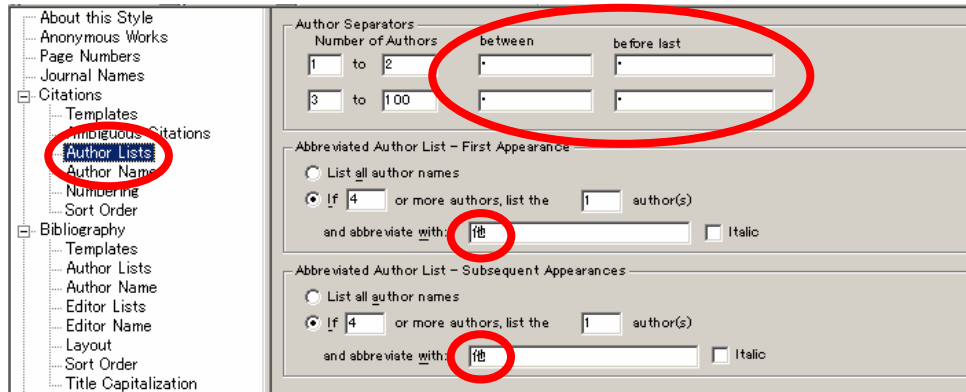 About this Style
Anonymous Works
Page Numbers
Journal Names
Citations
Templates
Ambiguous Citations
Author Lists
Author Name
Numbering
Sort Order
Bibliography
Templates
Author Lists
Author Name
Editor Lists
Editor Name
Layout
Sort Order
Title Capitalization
Author Separators
Number of Authors between before last
1 to 2 ・ ・
3 to 100 ・ ・
Abbreviated Author List - First Appearance
List all author names
If 4 or more authors, list the 1 author(s)
and abbreviate with: 他 Italic
Abbreviated Author List - Subsequent Appearances
List all author names
If 4 or more authors, list the 1 author(s)
and abbreviate with: 他 Italic